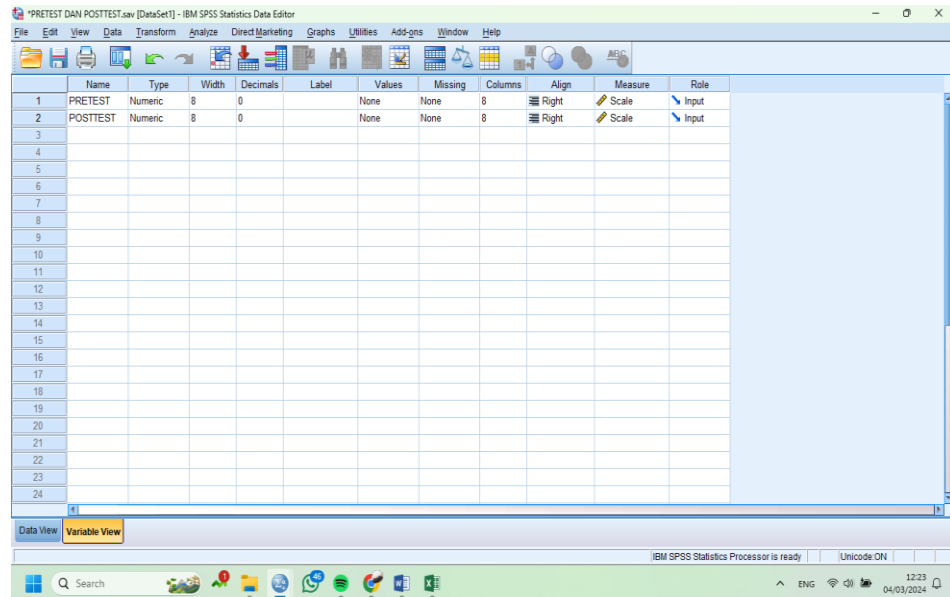 *PRETEST DAN POSTTEST.sav [DataSet1] - IBM SPSS Statistics Data Editor
File Edit View Data Transform Analyze Direct Marketing Graphs Utilities Add-ons Window Help
Name Type Width Decimals Label Values Missing Columns Align Measure Role
1 PRETEST Numeric 8 0 None None 8 Right Scale Input
2 POSTTEST Numeric 8 0 None None 8 Right Scale Input
3
4
5
6
7
8
9
10
11
12
13
14
15
16
17
18
19
20
21
22
23
24
Data View Variable View
IBM SPSS Statistics Processor is ready Unicode:ON
Search ENG 12:23
04/03/2024